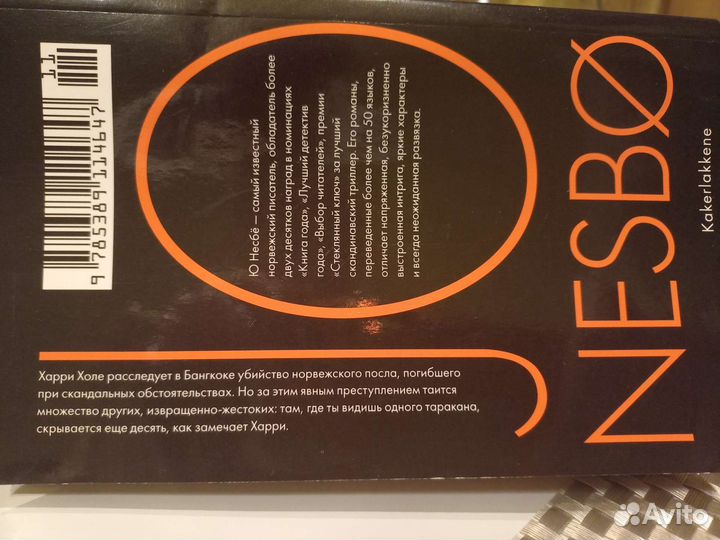 JO
NESBØ
Kakerlakkene
Ю Несбё — самый известный
норвежский писатель, обладатель более
двух десятков наград в номинациях
«Книга года», «Лучший детектив
года», «Выбор читателей», премии
«Стеклянный ключ» за лучший
скандинавский триллер. Его романы,
переведенные более чем на 50 языков,
отличает напряженная, безукоризненно
выстроенная интрига, яркие характеры
и всегда неожиданная развязка.
Харри Холе расследует в Бангкоке убийство норвежского посла, погибшего
при скандальных обстоятельствах. Но за этим явным преступлением таится
множество других, извращенно-жестоких: там, где ты видишь одного таракана,
скрывается еще десять, как замечает Харри.
9 785389 114647
11
Avito